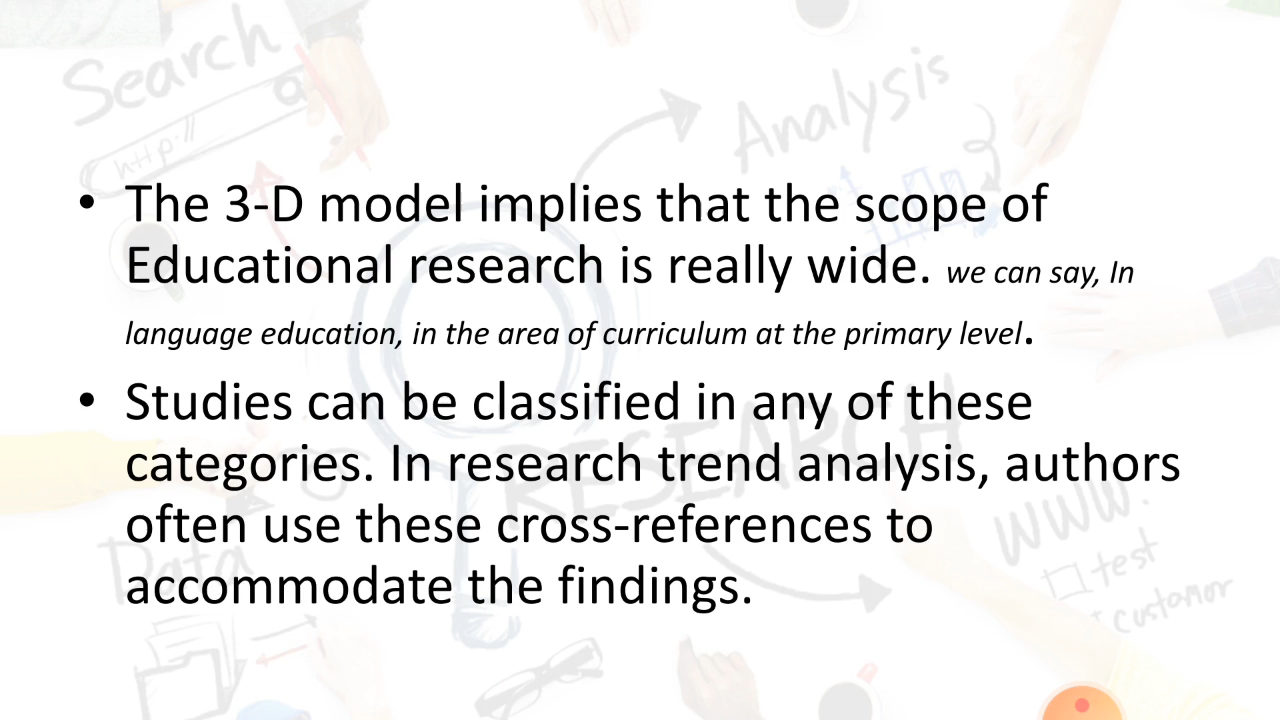 Search
http://
Analysis
• The 3-D model implies that the scope of
Educational research is really wide. we can say, In
language education, in the area of curriculum at the primary level.
• Studies can be classified in any of these
categories. In research trend analysis, authors
often use these cross-references to
accommodate the findings.
RESEARCH
Data
www.
test
customor